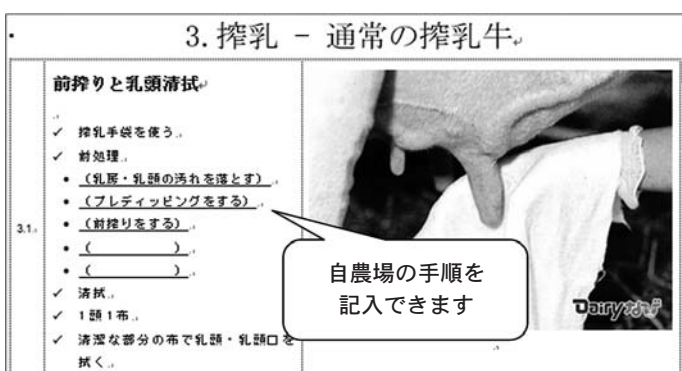 3.搾乳 - 通常の搾乳牛
前搾りと乳頭清拭
✓ 搾乳手袋を使う
✓ 前処理
• (乳房・乳頭の汚れを落とす)
• (プレディッピングをする)
• (前搾りをする)
• (　　　　)
• (　　　　)
3.1.
✓ 清拭
✓ 1頭1布
✓ 清潔な部分の布で乳頭・乳頭口を
拭く
自農場の手順を
記入できます
Dairy